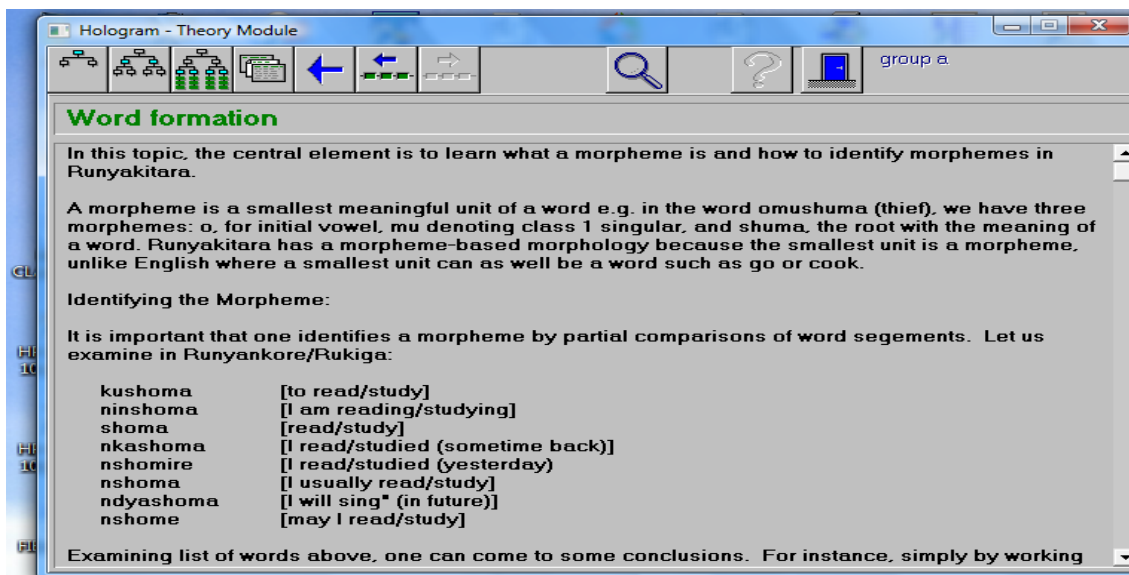 Hologram - Theory Module
group a
Word formation
In this topic, the central element is to learn what a morpheme is and how to identify morphemes in
Runyakitara.
A morpheme is a smallest meaningful unit of a word e.g. in the word omushuma (thief), we have three
morphemes: o, for initial vowel, mu denoting class 1 singular, and shuma, the root with the meaning of
a word. Runyakitara has a morpheme-based morphology because the smallest unit is a morpheme,
unlike English where a smallest unit can as well be a word such as go or cook.
Identifying the Morpheme:
It is important that one identifies a morpheme by partial comparisons of word segements.  Let us
examine in Runyankore/Rukiga:
kushoma [to read/study]
ninshoma [I am reading/studying]
shoma [read/study]
nkashoma [I read/studied (sometime back)]
nshomire [I read/studied (yesterday)
nshoma [I usually read/study]
ndyashoma [I will sing" (in future)]
nshome [may I read/study]
Examining list of words above, one can come to some conclusions.  For instance, simply by working